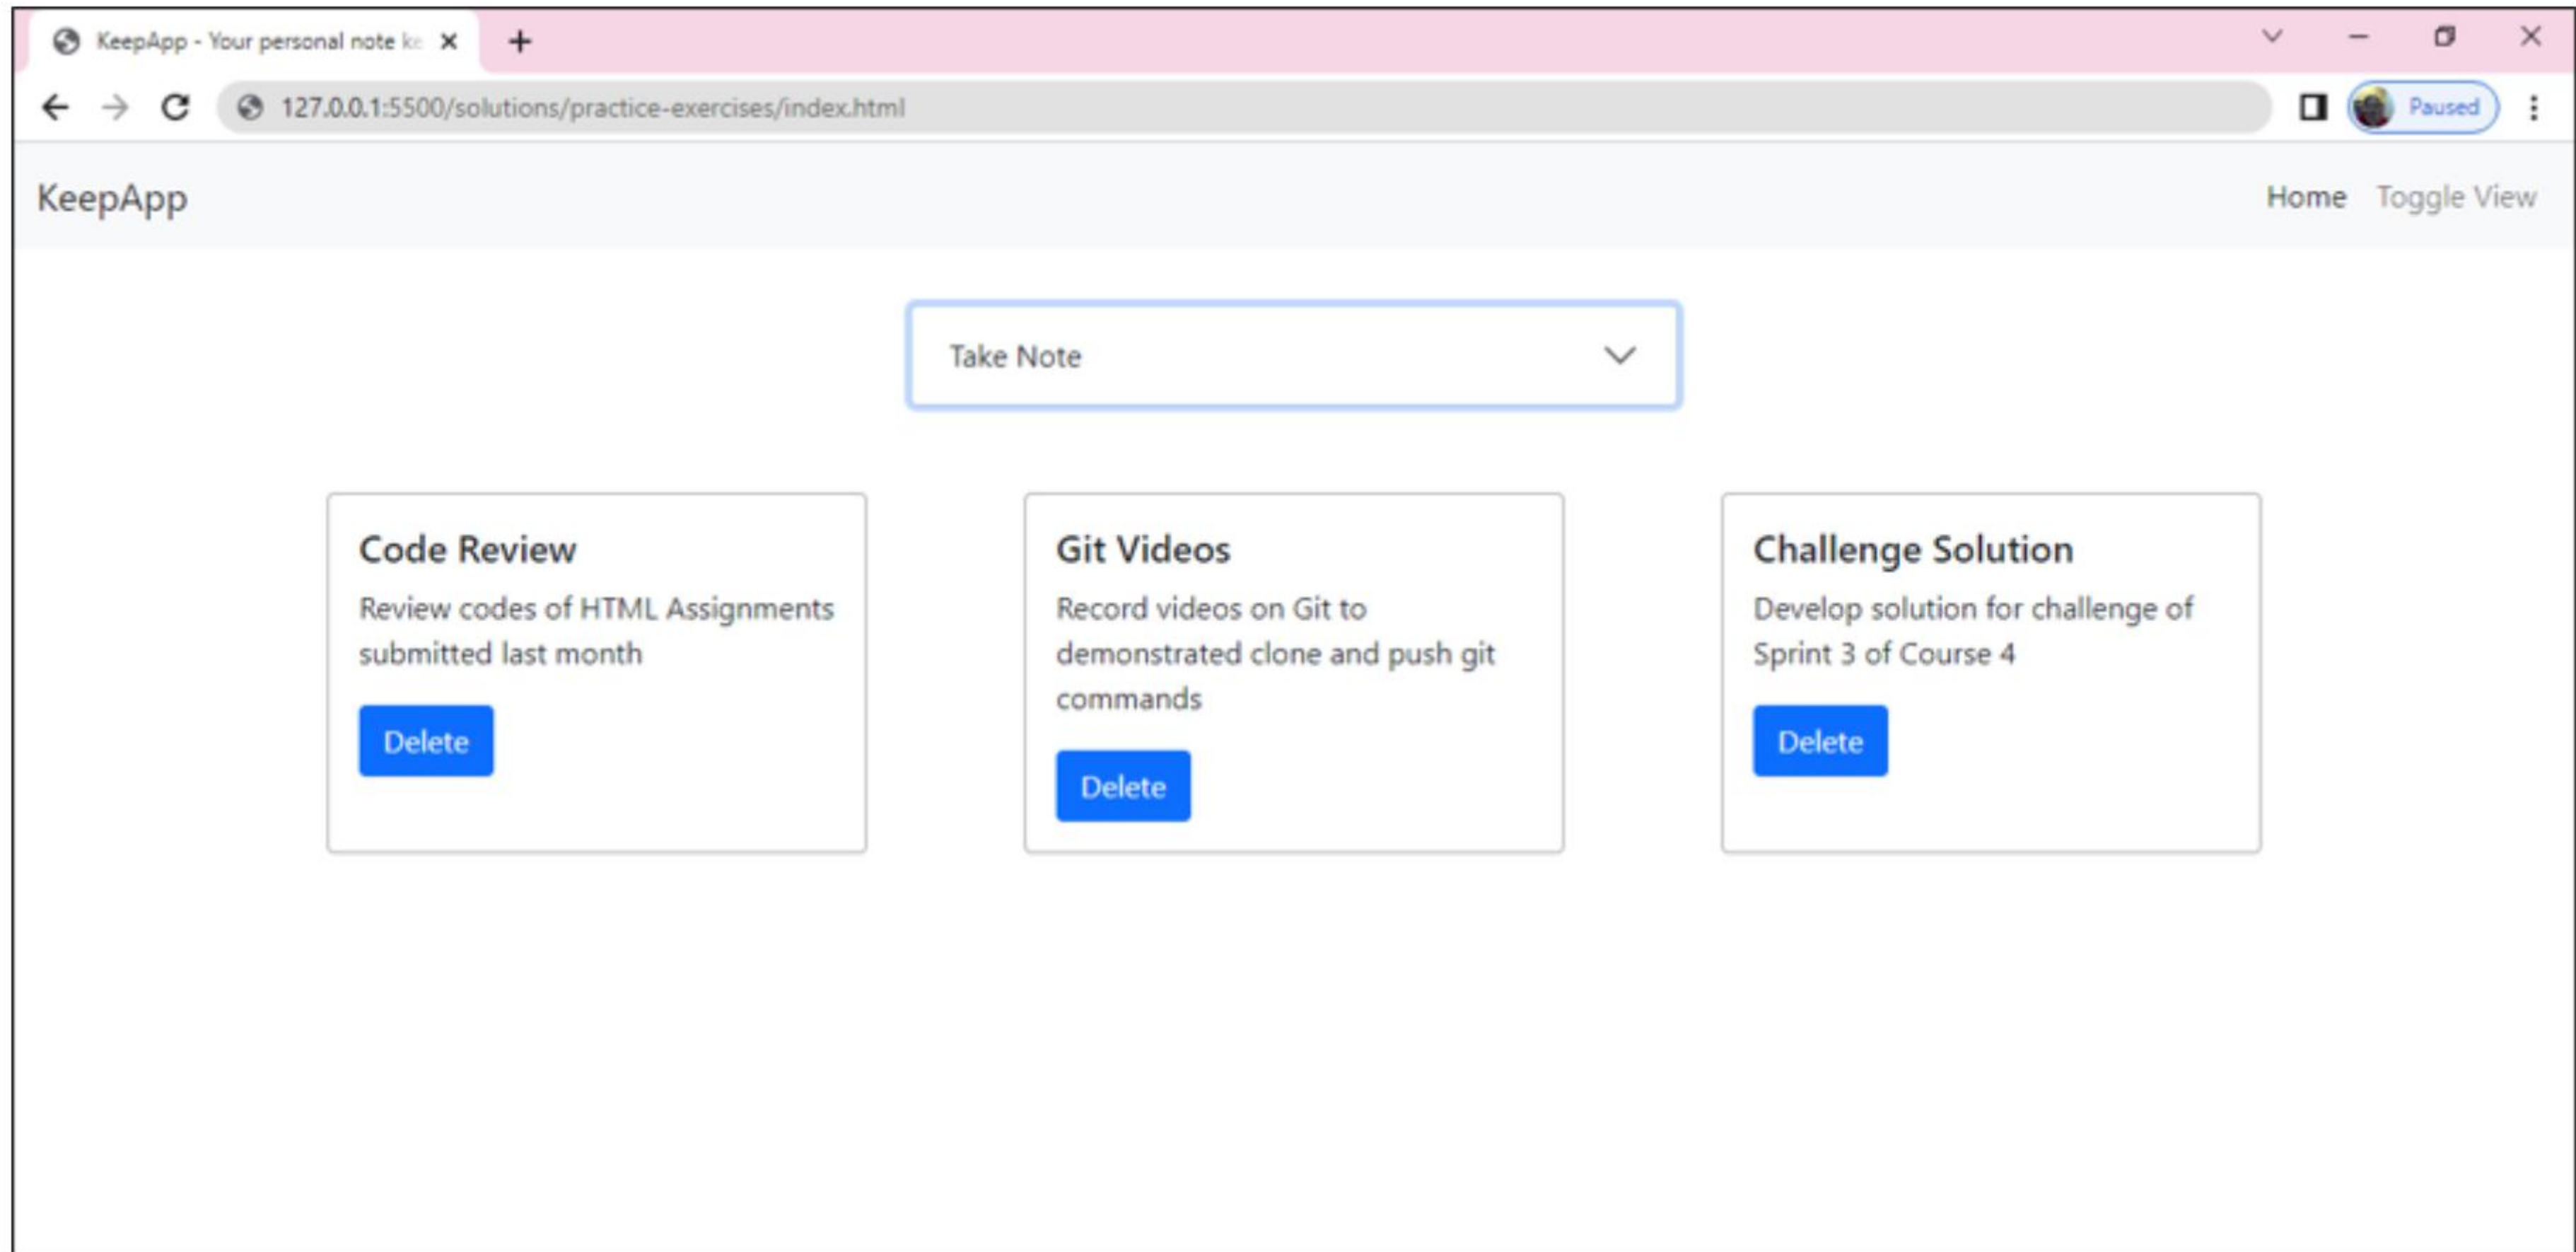 KeepApp - Your personal note ke
127.0.0.1:5500/solutions/practice-exercises/index.html
Paused
KeepApp
Home Toggle View
Take Note
Code Review
Review codes of HTML Assignments
submitted last month
Delete
Git Videos
Record videos on Git to
demonstrated clone and push git
commands
Delete
Challenge Solution
Develop solution for challenge of
Sprint 3 of Course 4
Delete